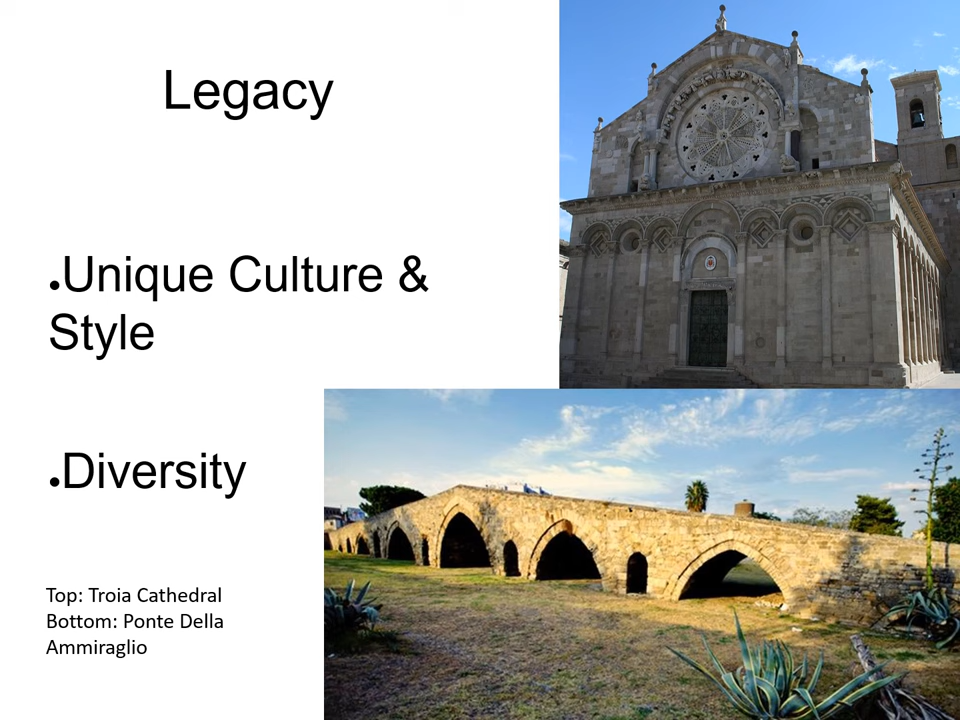 Legacy
●Unique Culture &
Style
●Diversity
Top: Troia Cathedral
Bottom: Ponte Della
Ammiraglio